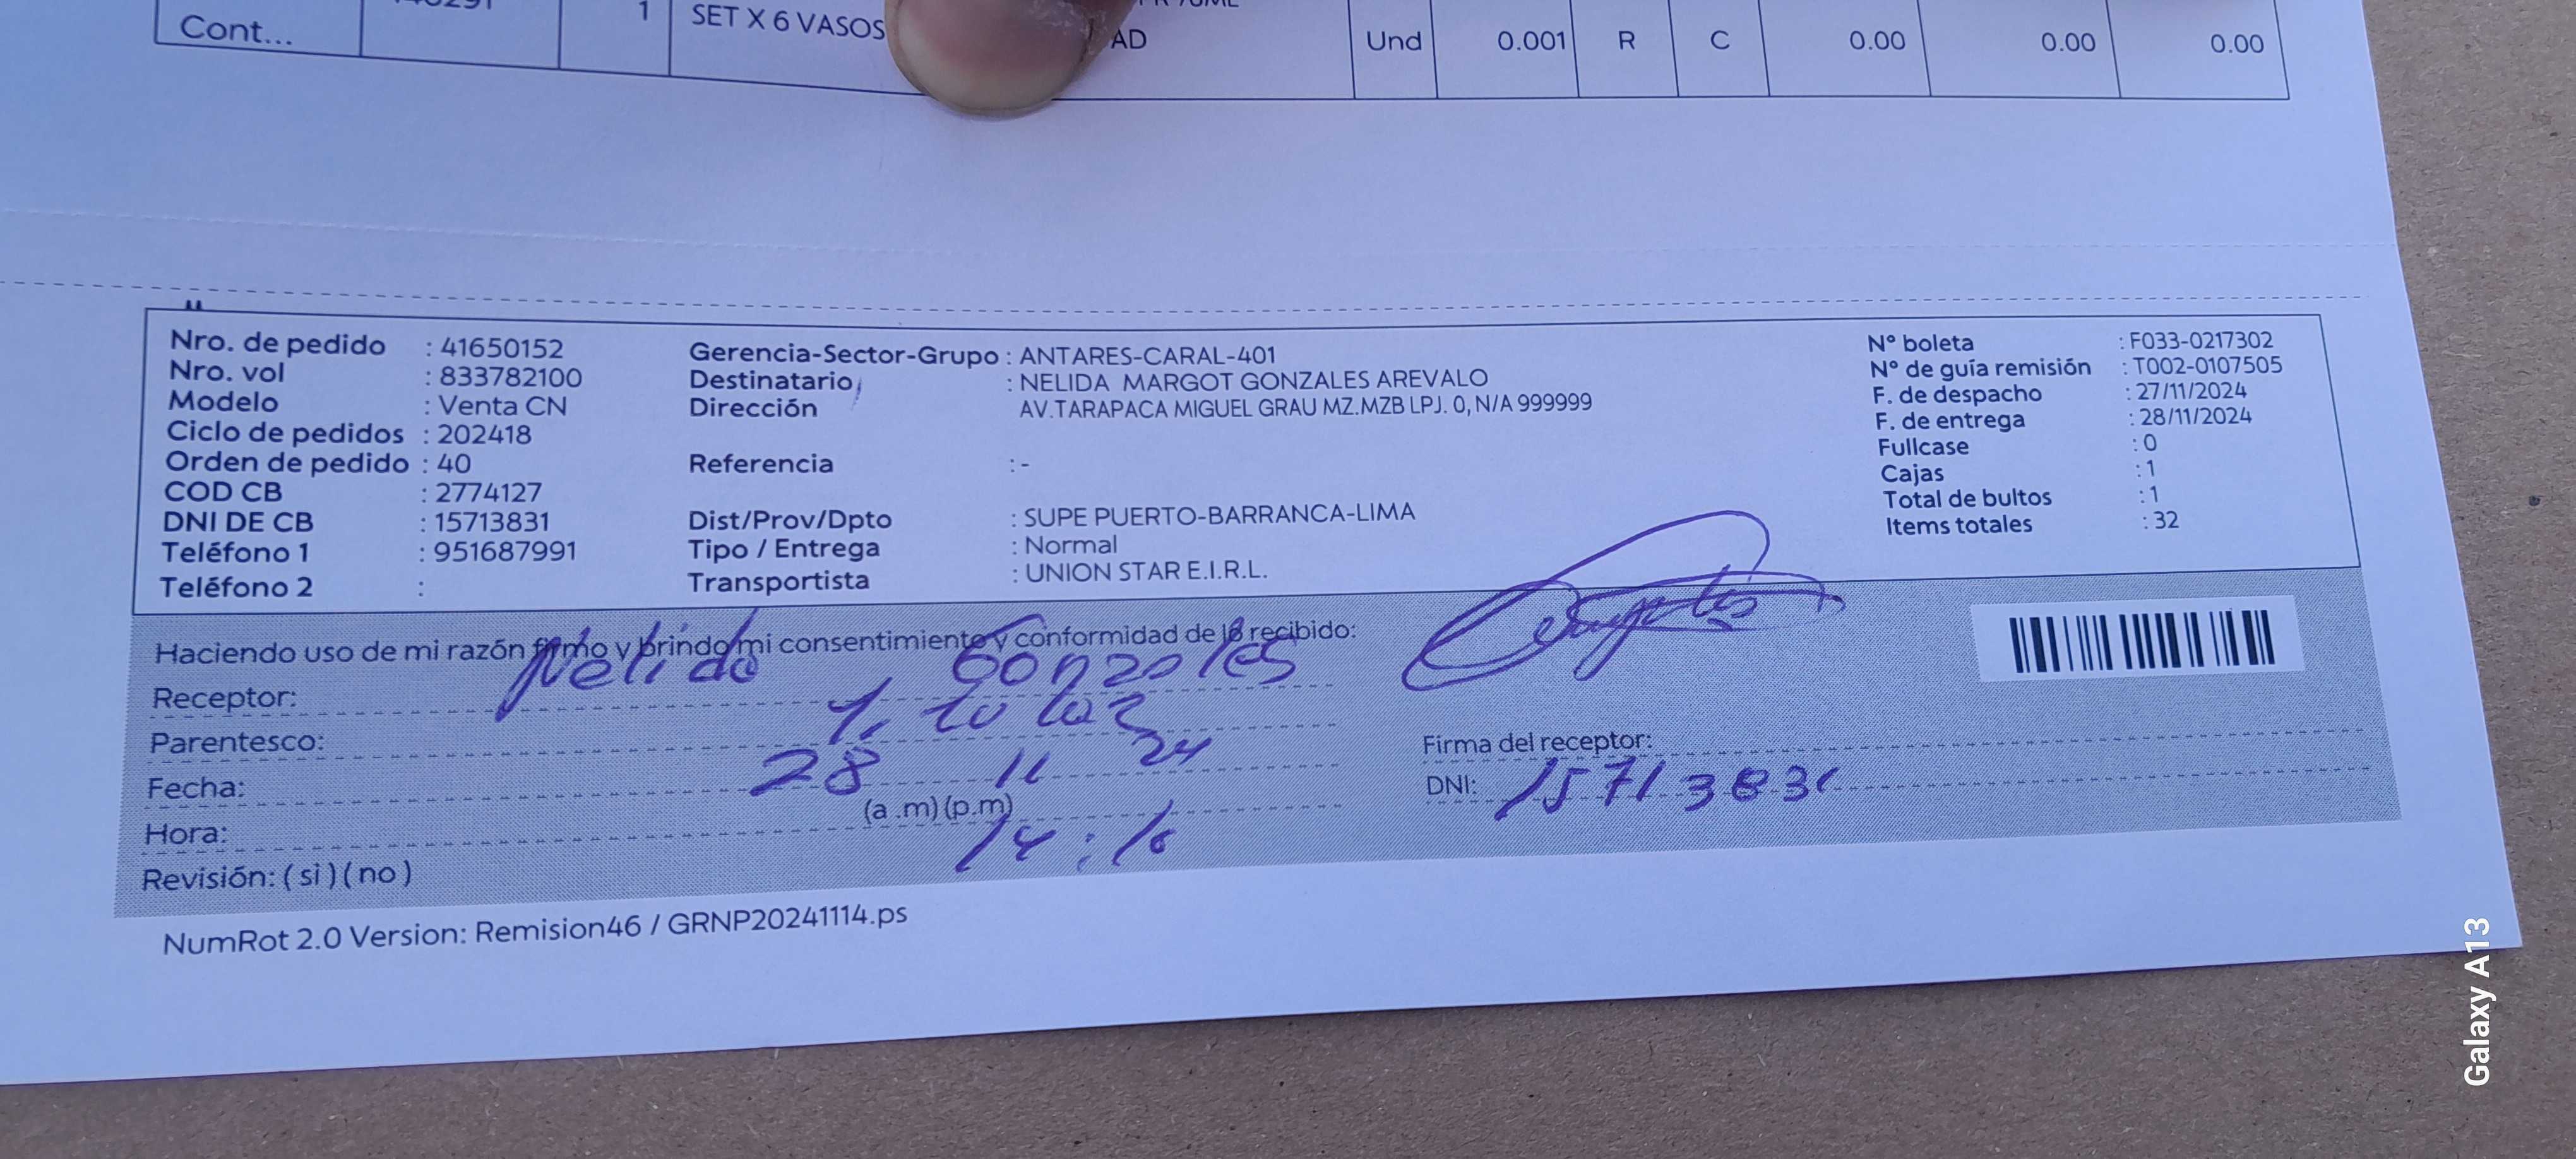 Cont... 1 SET X 6 VASOS AD Und 0.001 R C 0.00 0.00 0.00
Nro. de pedido : 41650152
Nro. vol : 833782100
Modelo : Venta CN
Ciclo de pedidos : 202418
Orden de pedido : 40
COD CB : 2774127
DNI DE CB : 15713831
Teléfono 1 : 951687991
Teléfono 2 :
Gerencia-Sector-Grupo : ANTARES-CARAL-401
Destinatario : NELIDA MARGOT GONZALES AREVALO
Dirección AV.TARAPACA MIGUEL GRAU MZ.MZB LPJ. 0, N/A 999999
Referencia : -
Dist/Prov/Dpto : SUPE PUERTO-BARRANCA-LIMA
Tipo / Entrega : Normal
Transportista : UNION STAR E.I.R.L.
N° boleta : F033-0217302
N° de guía remisión : T002-0107505
F. de despacho : 27/11/2024
F. de entrega : 28/11/2024
Fullcase : 0
Cajas : 1
Total de bultos : 1
Items totales : 32
Haciendo uso de mi razón firmo y brindo mi consentimiento y conformidad de lo recibido:
Receptor: Nelida Gonzales
Parentesco:
Fecha: 28 11 24
(a .m) (p.m)
Hora: 14:10
Revisión: ( si ) ( no )
Firma del receptor:
DNI: 15713831
NumRot 2.0 Version: Remision46 / GRNP20241114.ps
Galaxy A13